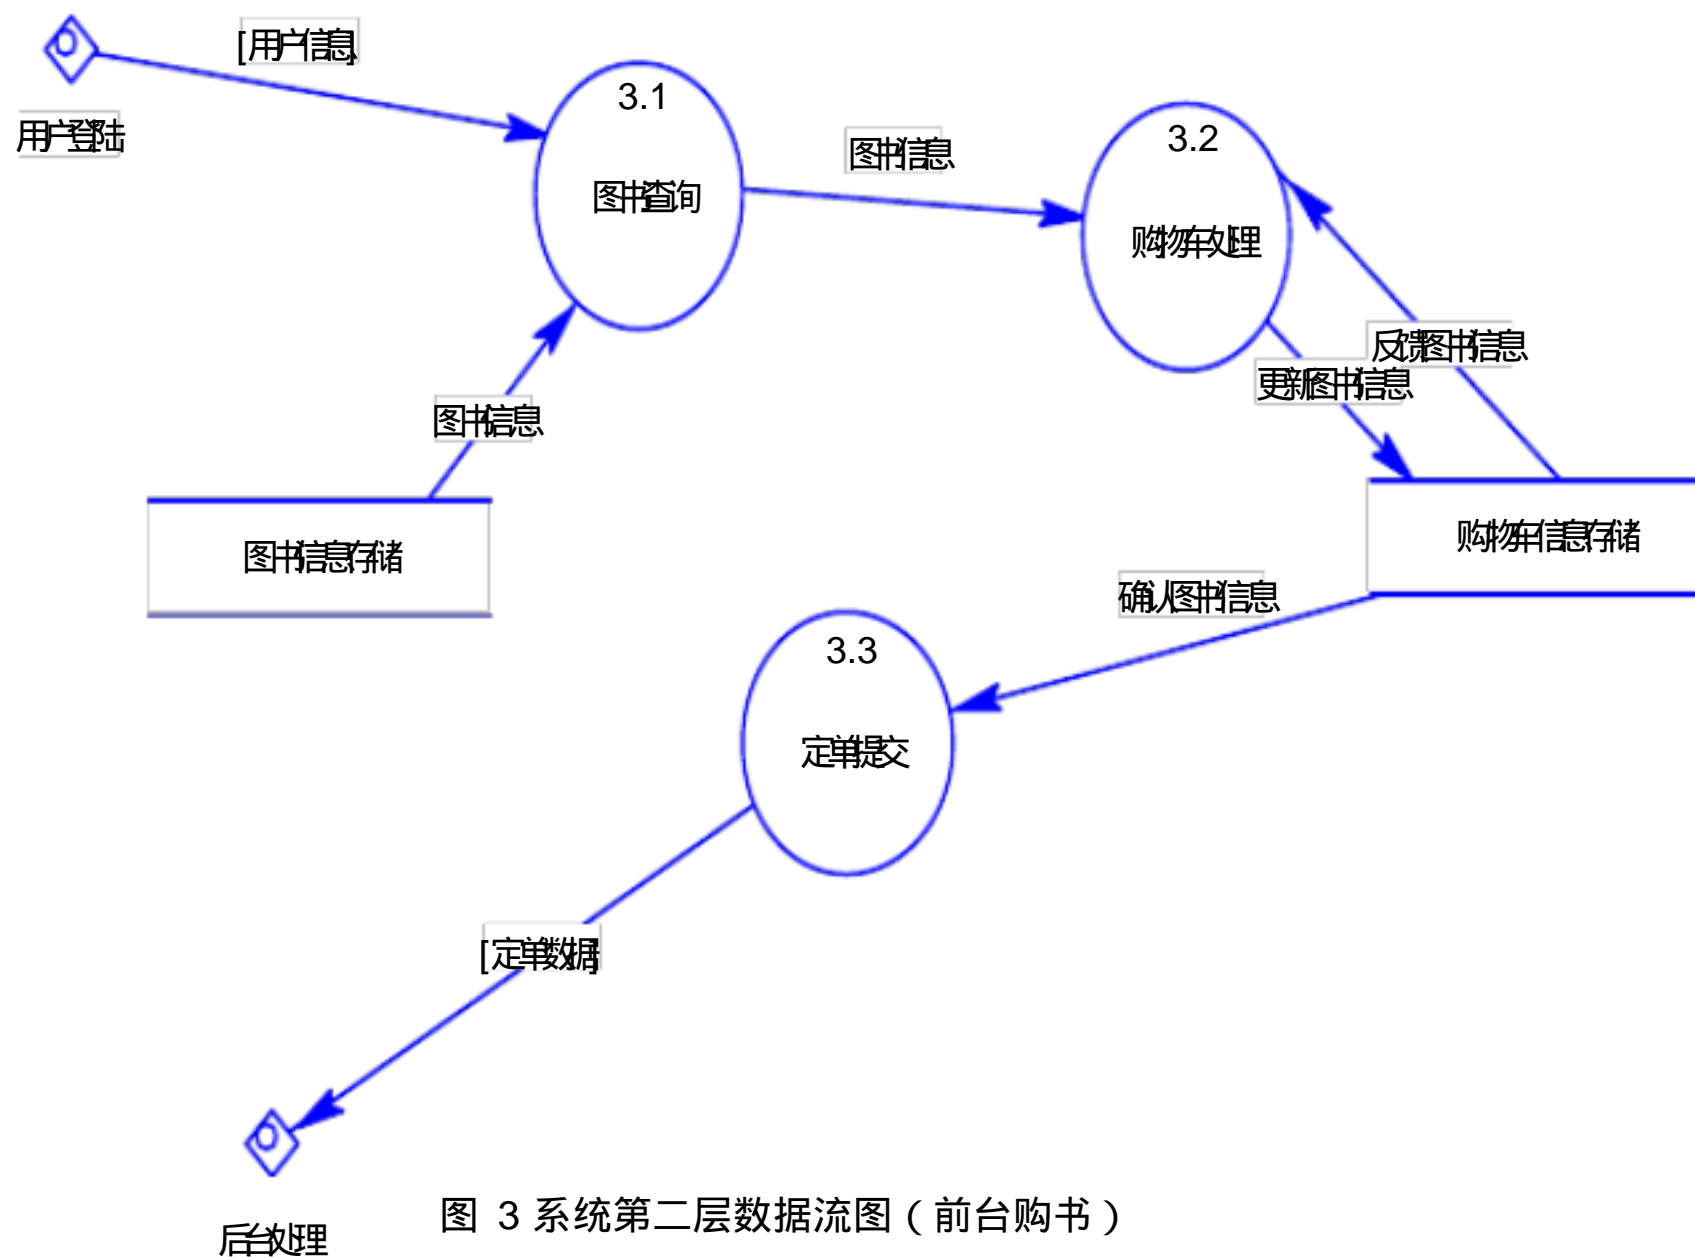 [用户信息]
用户登陆
3.1
图书查询
图书信息
3.2
购物车处理
反馈图书信息
更新图书信息
图书信息
图书信息存储
购物车信息存储
确认图书信息
3.3
定单提交
[定单数据]
后台处理
图 3 系统第二层数据流图（前台购书）